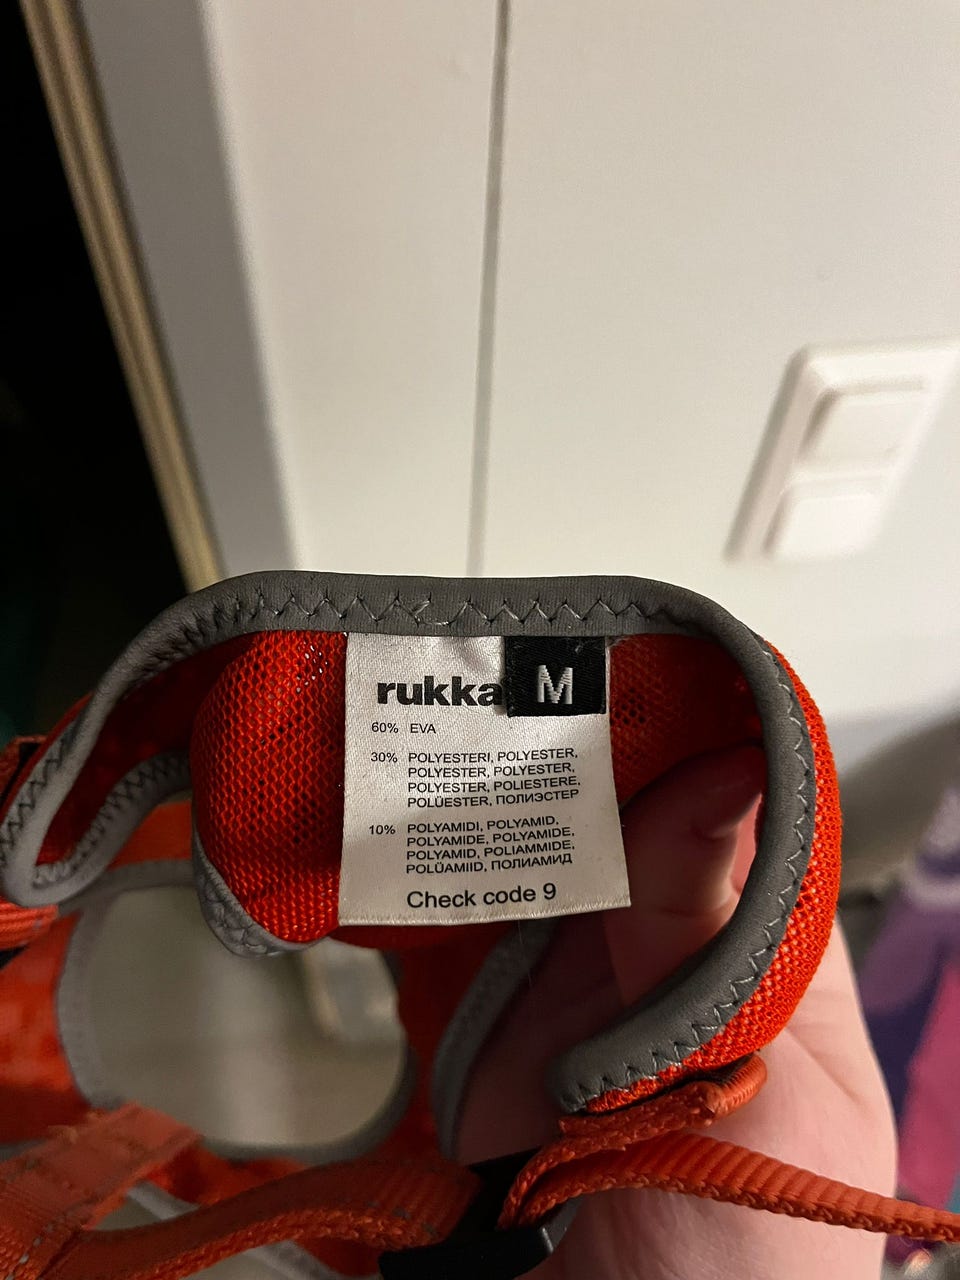 rukka M
60% EVA
30% POLYESTERI, POLYESTER,
POLYESTER, POLYESTER,
POLYESTER, POLIESTERE,
POLÜESTER, ПОЛИЭСТЕР
10% POLYAMIDI, POLYAMID,
POLYAMIDE, POLYAMIDE,
POLYAMID, POLIAMMIDE,
POLÜAMIID, ПОЛИАМИД
Check code 9